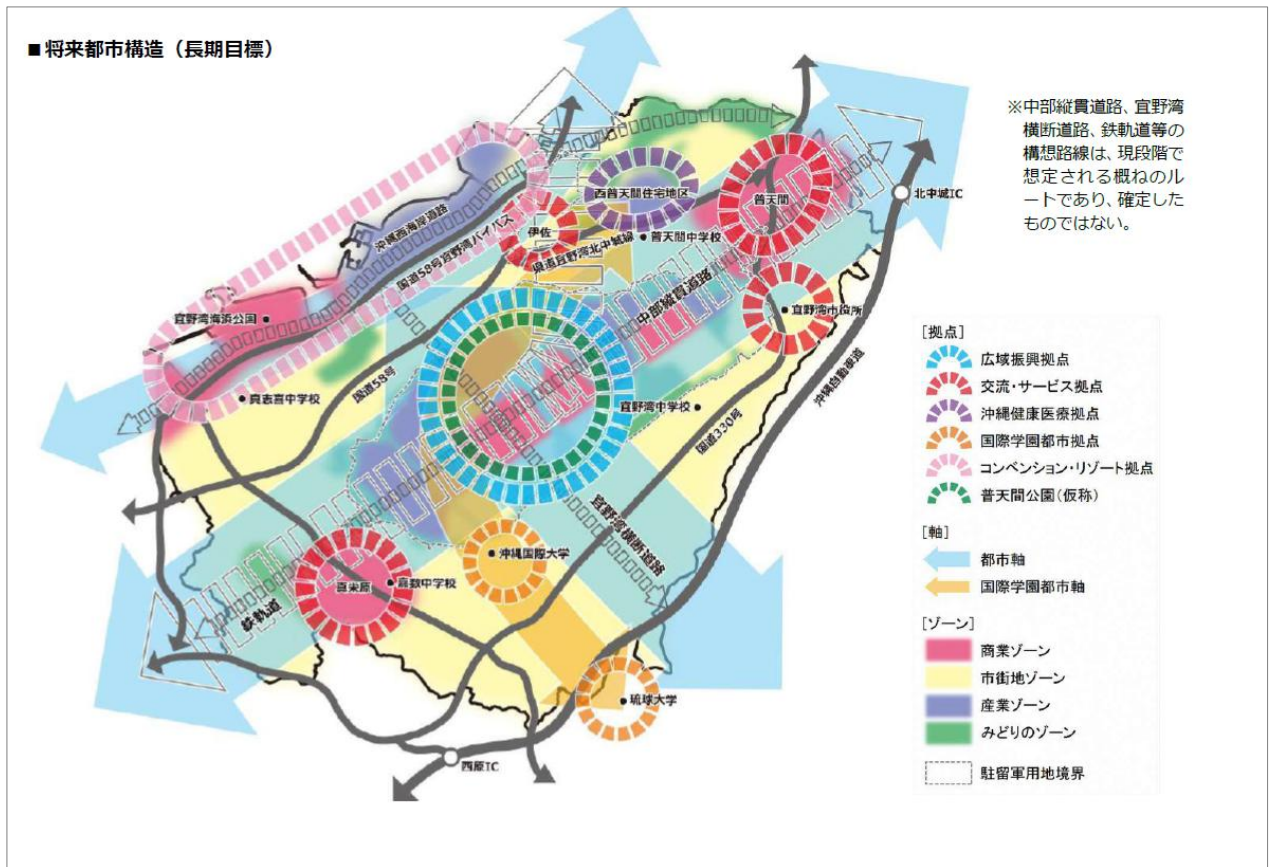 ■将来都市構造（長期目標）
※中部縦貫道路、宜野湾
横断道路、鉄軌道等の
構想路線は、現段階で
想定される概ねのル
ートであり、確定した
ものではない。
北中城IC
普天間
西普天間住宅地区
伊佐
普天間中学校
県道宜野湾北中城線
沖縄西海岸道路
国道58号宜野湾バイパス
中部縦貫道路
宜野湾市役所
宜野湾海浜公園
沖縄自動車道
国道58号
真志喜中学校
宜野湾中学校
国道330号
宜野湾横断道路
沖縄国際大学
真栄原
嘉数中学校
鉄軌道
琉球大学
西原IC
[拠点]
広域振興拠点
交流・サービス拠点
沖縄健康医療拠点
国際学園都市拠点
コンベンション・リゾート拠点
普天間公園（仮称）
[軸]
都市軸
国際学園都市軸
[ゾーン]
商業ゾーン
市街地ゾーン
産業ゾーン
みどりのゾーン
駐留軍用地境界